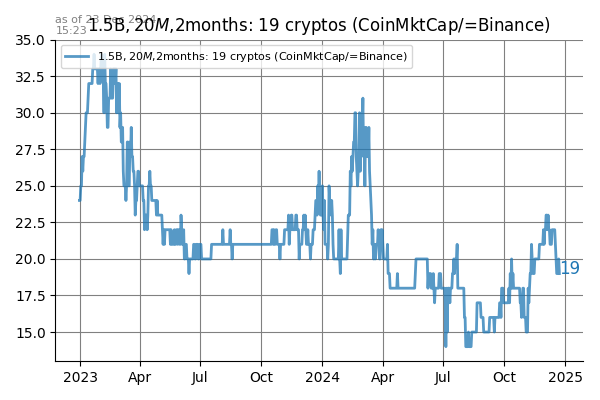 as of 23 Dec 2024
15:23
1.5B,20M,2months: 19 cryptos (CoinMktCap/=Binance)
1.5B,20M,2months: 19 cryptos (CoinMktCap/=Binance)
35.0
32.5
30.0
27.5
25.0
22.5
20.0
17.5
15.0
19
2023 Apr Jul Oct 2024 Apr Jul Oct 2025